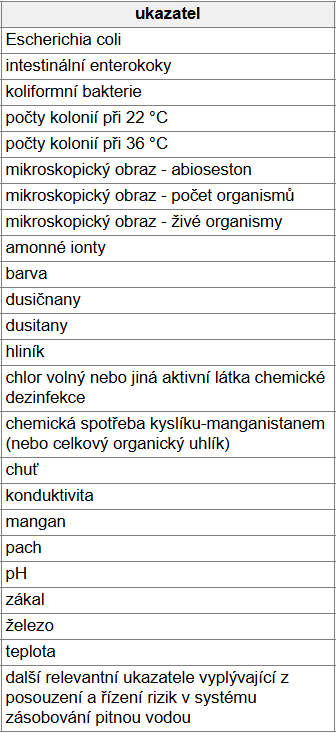 ukazatel
Escherichia coli
intestinální enterokoky
koliformní bakterie
počty kolonií při 22 °C
počty kolonií při 36 °C
mikroskopický obraz - abioseston
mikroskopický obraz - počet organismů
mikroskopický obraz - živé organismy
amonné ionty
barva
dusičnany
dusitany
hliník
chlor volný nebo jiná aktivní látka chemické
dezinfekce
chemická spotřeba kyslíku-manganistanem
(nebo celkový organický uhlík)
chuť
konduktivita
mangan
pach
pH
zákal
železo
teplota
další relevantní ukazatele vyplývající z
posouzení a řízení rizik v systému
zásobování pitnou vodou